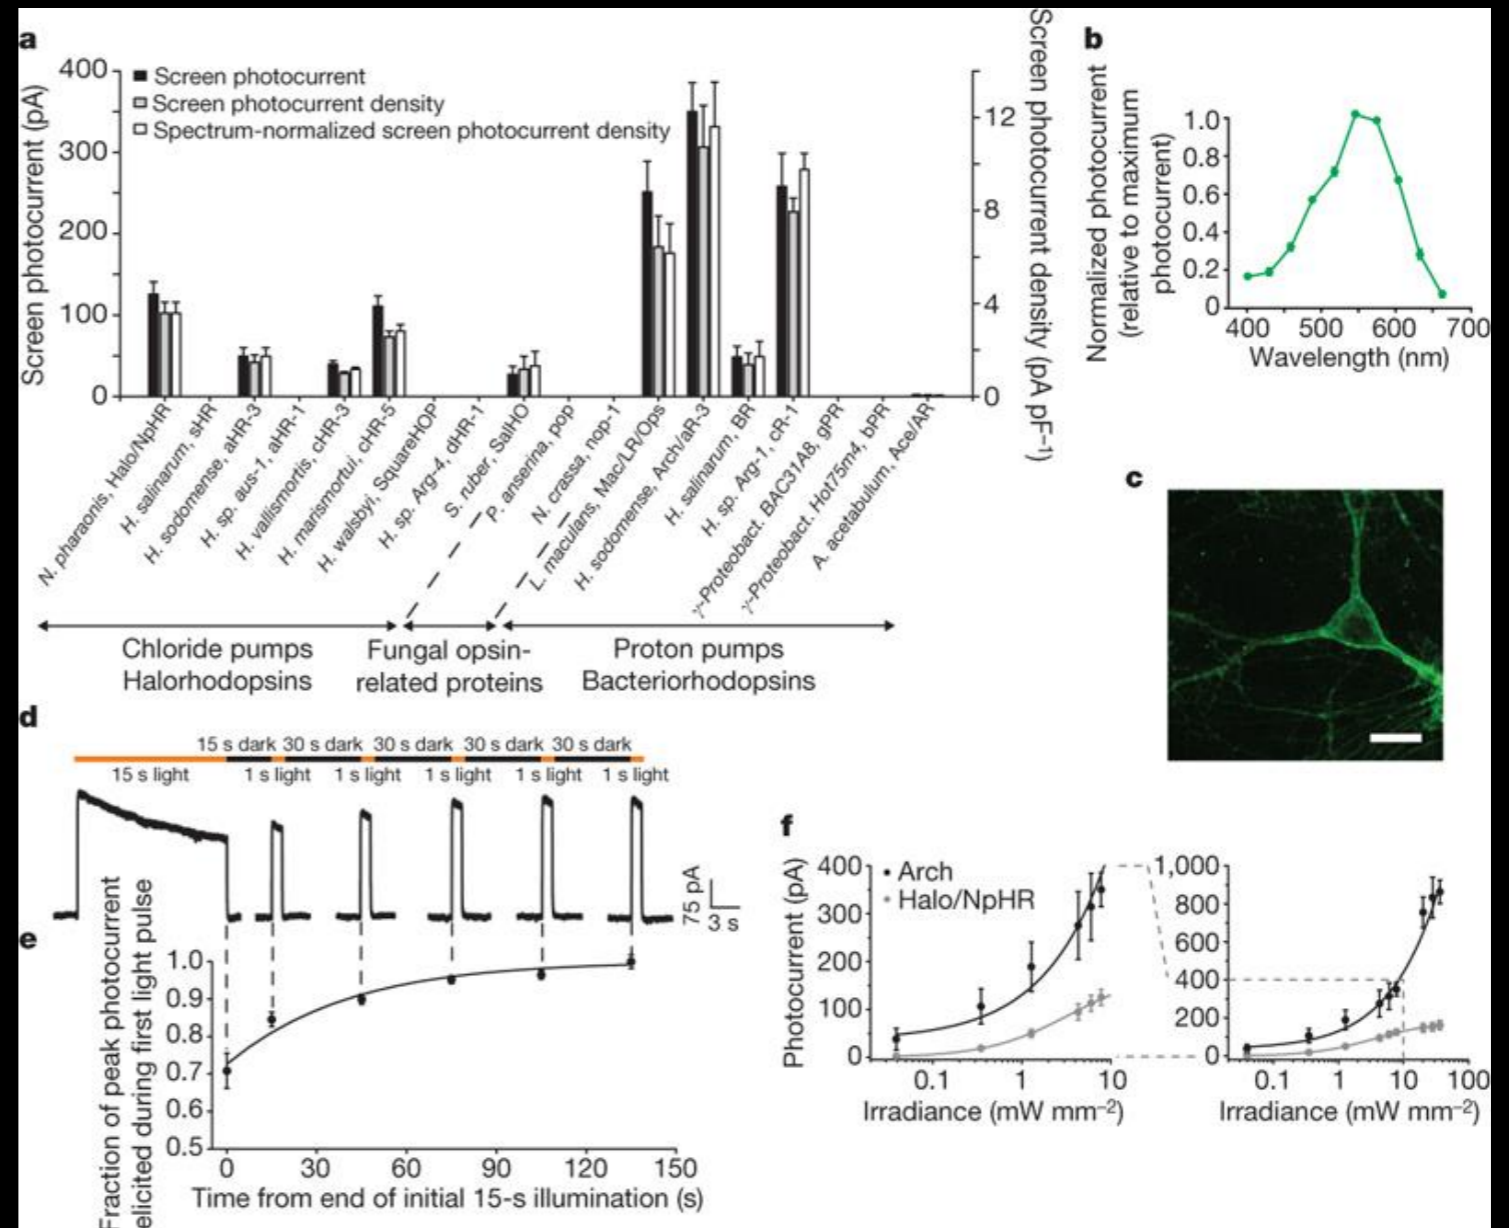 a
400
300
200
100
0
Screen photocurrent (pA)
Screen photocurrent
Screen photocurrent density
Spectrum-normalized screen photocurrent density
12
8
4
0
Screen photocurrent density (pA pF–1)
N. pharaonis, Halo/NpHR
H. salinarum, sHR
H. sodomense, aHR-3
H. sp. aus-1, aHR-1
H. vallismortis, cHR-3
H. marismortui, cHR-5
H. walsbyi, SquareHOP
H. sp. Arg-4, dHR-1
S. ruber, SalHO
P. anserina, pop
N. crassa, nop-1
L. maculans, Mac/LR/Ops
H. sodomense, Arch/aR-3
H. salinarum, BR
H. sp. Arg-1, cR-1
γ-Proteobact. BAC31A8, gPR
γ-Proteobact. Hot75m4, bPR
A. acetabulum, Ace/AR
Chloride pumps
Halorhodopsins
Fungal opsin-
related proteins
Proton pumps
Bacteriorhodopsins
b
Normalized photocurrent
(relative to maximum
photocurrent)
1.0
0.8
0.6
0.4
0.2
0
400 500 600 700
Wavelength (nm)
c
d
15 s dark 30 s dark 30 s dark 30 s dark 30 s dark
15 s light 1 s light 1 s light 1 s light 1 s light 1 s light
75 pA
3 s
e
Fraction of peak photocurrent
elicited during first light pulse
1.0
0.9
0.8
0.7
0.6
0.5
0 30 60 90 120 150
Time from end of initial 15-s illumination (s)
f
Photocurrent (pA)
400
300
200
100
0
Arch
Halo/NpHR
0.1 1 10
Irradiance (mW mm–2)
1,000
800
600
400
200
0
0.1 1 10 100
Irradiance (mW mm–2)